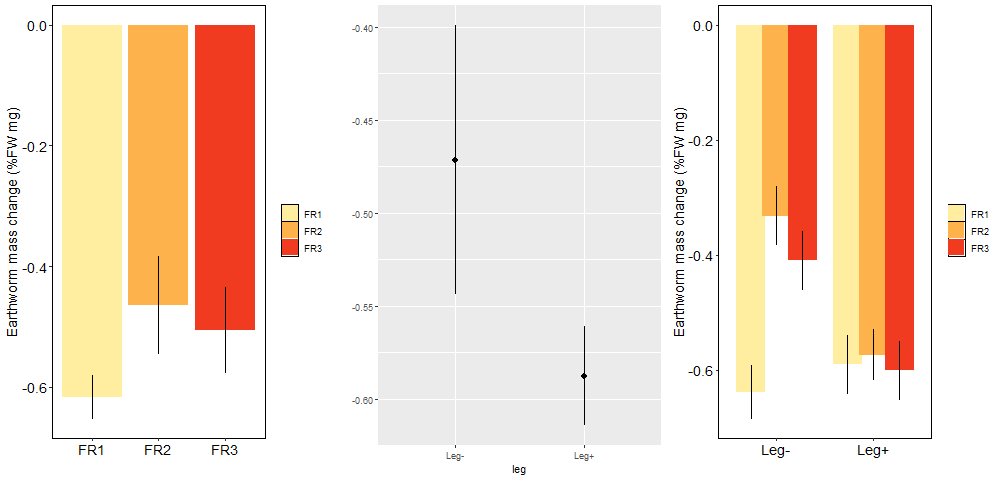 Earthworm mass change (%FW mg)
0.0
-0.2
-0.4
-0.6
FR1 FR2 FR3
FR1
FR2
FR3
-0.40
-0.45
-0.50
-0.55
-0.60
Leg- Leg+
leg
Earthworm mass change (%FW mg)
0.0
-0.2
-0.4
-0.6
Leg- Leg+
FR1
FR2
FR3